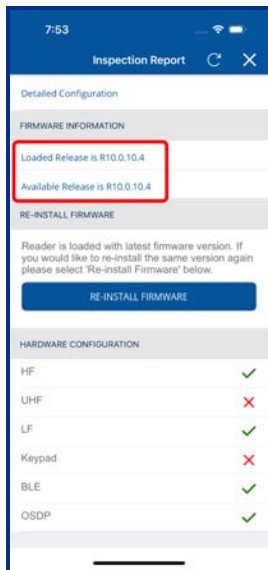 7:53
Inspection Report
Detailed Configuration
FIRMWARE INFORMATION
Loaded Release is R10.0.10.4
Available Release is R10.0.10.4
RE-INSTALL FIRMWARE
Reader is loaded with latest firmware version. If
you would like to re-install the same version again
please select 'Re-install Firmware' below.
RE-INSTALL FIRMWARE
HARDWARE CONFIGURATION
HF
UHF
LF
Keypad
BLE
OSDP